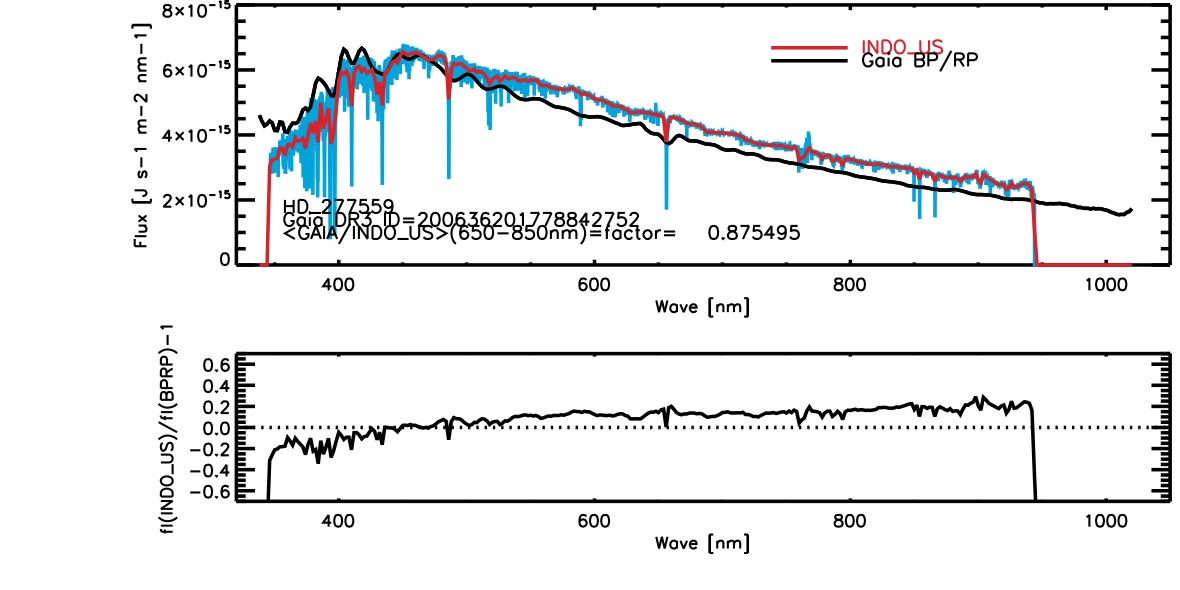 8×10⁻¹⁵
6×10⁻¹⁵
4×10⁻¹⁵
2×10⁻¹⁵
0
Flux [J s−1 m−2 nm−1]
INDO_US
Gaia BP/RP
HD_277559
Gaia DR3 ID=200636201778842752
<GAIA/INDO_US>(650−850nm)=factor= 0.875495
400 600 800 1000
Wave [nm]
fl(INDO_US)/fl(BPRP)−1
0.6
0.4
0.2
0.0
−0.2
−0.4
−0.6
400 600 800 1000
Wave [nm]